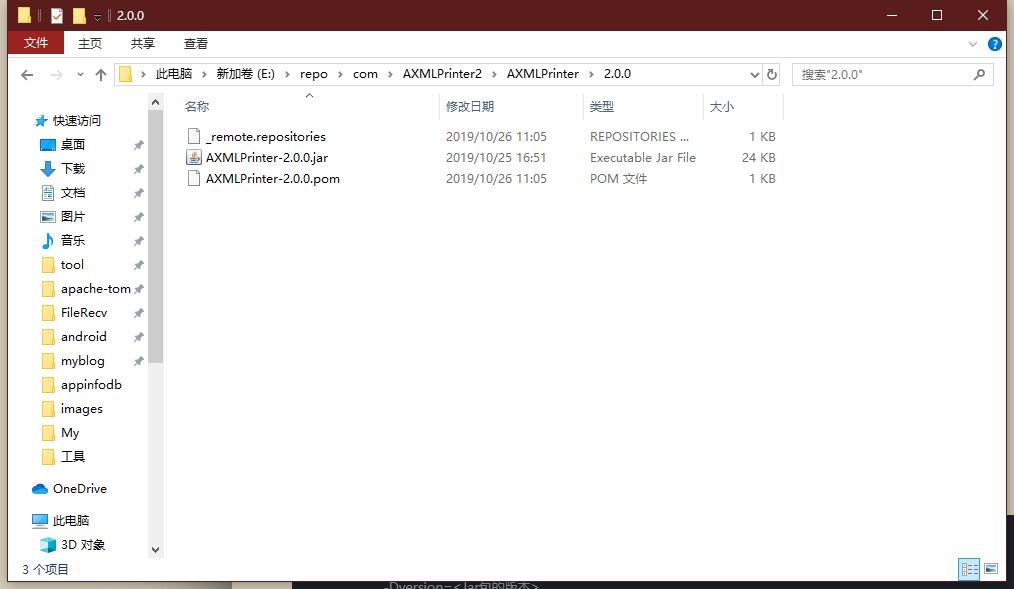 2.0.0
文件 主页 共享 查看
此电脑 新加卷 (E:) repo com AXMLPrinter2 AXMLPrinter 2.0.0 搜索"2.0.0"
名称 修改日期 类型 大小
_remote.repositories 2019/10/26 11:05 REPOSITORIES ... 1 KB
AXMLPrinter-2.0.0.jar 2019/10/25 16:51 Executable Jar File 24 KB
AXMLPrinter-2.0.0.pom 2019/10/26 11:05 POM 文件 1 KB
快速访问
桌面
下载
文档
图片
音乐
tool
apache-tom
FileRecv
android
myblog
appinfodb
images
My
工具
OneDrive
此电脑
3D 对象
3 个项目
-Dversion=<Jar包的版本>